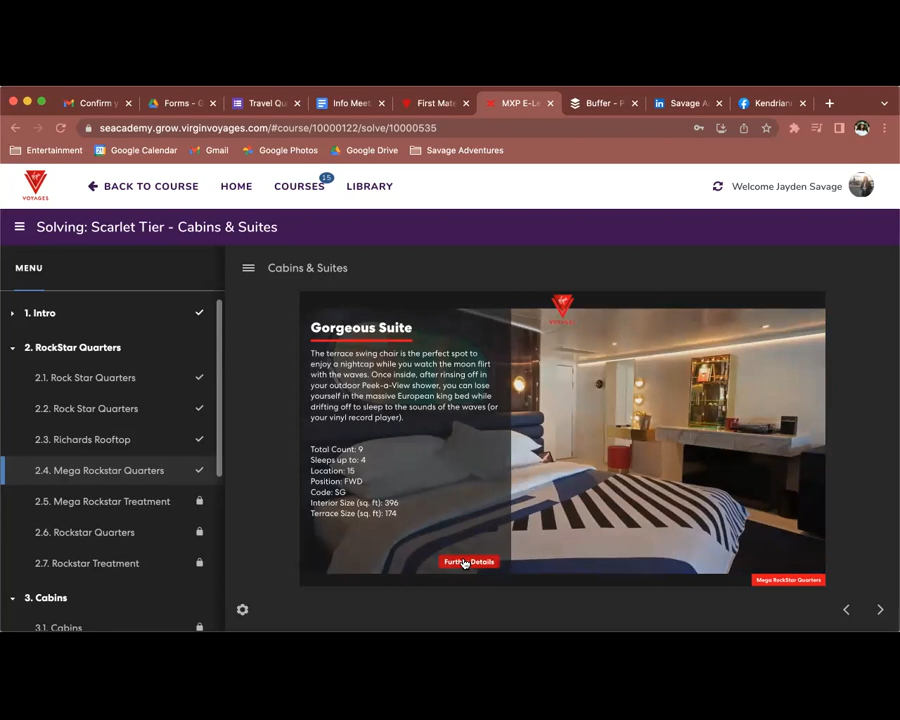 Confirm y
Forms - G
Travel Qu
Info Meet
First Mate
MXP E-Le
Buffer - P
Savage A
Kendriann
seacademy.grow.virginvoyages.com/#course/10000122/solve/10000535
Entertainment
Google Calendar
Gmail
Google Photos
Google Drive
Savage Adventures
VOYAGES
BACK TO COURSE
HOME
COURSES
15
LIBRARY
Welcome Jayden Savage
Solving: Scarlet Tier - Cabins & Suites
MENU
1. Intro
2. RockStar Quarters
2.1. Rock Star Quarters
2.2. Rock Star Quarters
2.3. Richards Rooftop
2.4. Mega Rockstar Quarters
2.5. Mega Rockstar Treatment
2.6. Rockstar Quarters
2.7. Rockstar Treatment
3. Cabins
3.1. Cabins
Cabins & Suites
VOYAGES
Gorgeous Suite
The terrace swing chair is the perfect spot to
enjoy a nightcap while you watch the moon flirt
with the waves. Once inside, after rinsing off in
your outdoor Peek-a-View shower, you can lose
yourself in the massive European king bed while
drifting off to sleep to the sounds of the waves (or
your vinyl record player).
Total Count: 9
Sleeps up to: 4
Location: 15
Position: FWD
Code: SG
Interior Size (sq. ft): 396
Terrace Size (sq. ft): 174
Further Details
Mega RockStar Quarters